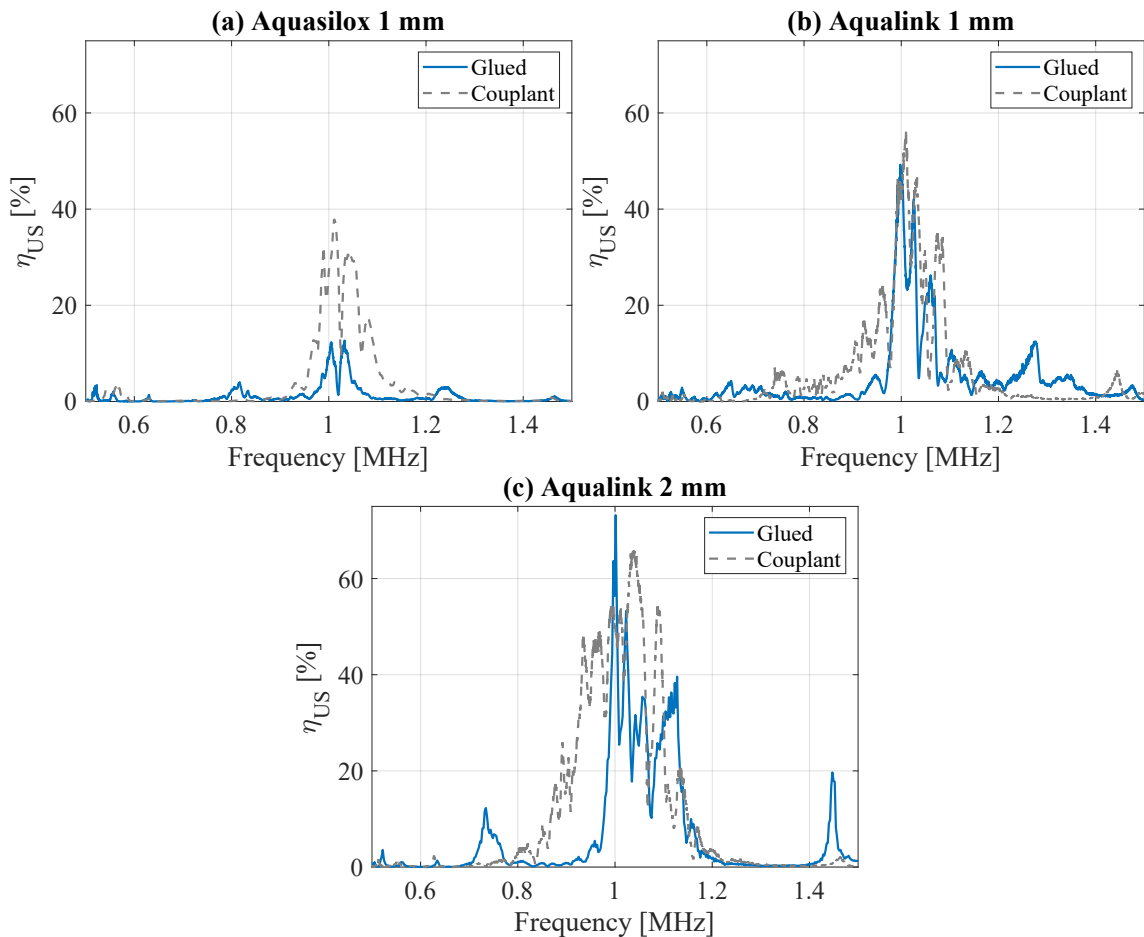 (a) Aquasilox 1 mm
Glued
Couplant
60
40
20
0
η_US [%]
0.6 0.8 1 1.2 1.4
Frequency [MHz]
(b) Aqualink 1 mm
Glued
Couplant
60
40
20
0
η_US [%]
0.6 0.8 1 1.2 1.4
Frequency [MHz]
(c) Aqualink 2 mm
Glued
Couplant
60
40
20
0
η_US [%]
0.6 0.8 1 1.2 1.4
Frequency [MHz]